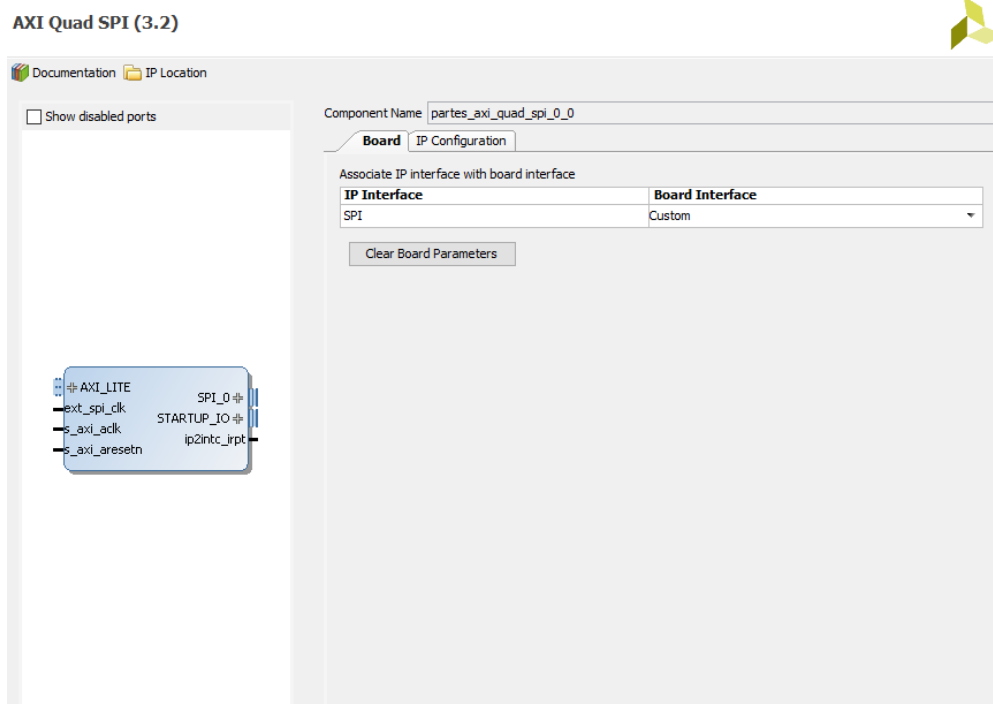 AXI Quad SPI (3.2)
Documentation IP Location
Show disabled ports
Component Name partes_axi_quad_spi_0_0
Board IP Configuration
Associate IP interface with board interface
IP Interface Board Interface
SPI Custom
Clear Board Parameters
AXI_LITE
SPI_0
ext_spi_clk
STARTUP_IO
s_axi_aclk
ip2intc_irpt
s_axi_aresetn